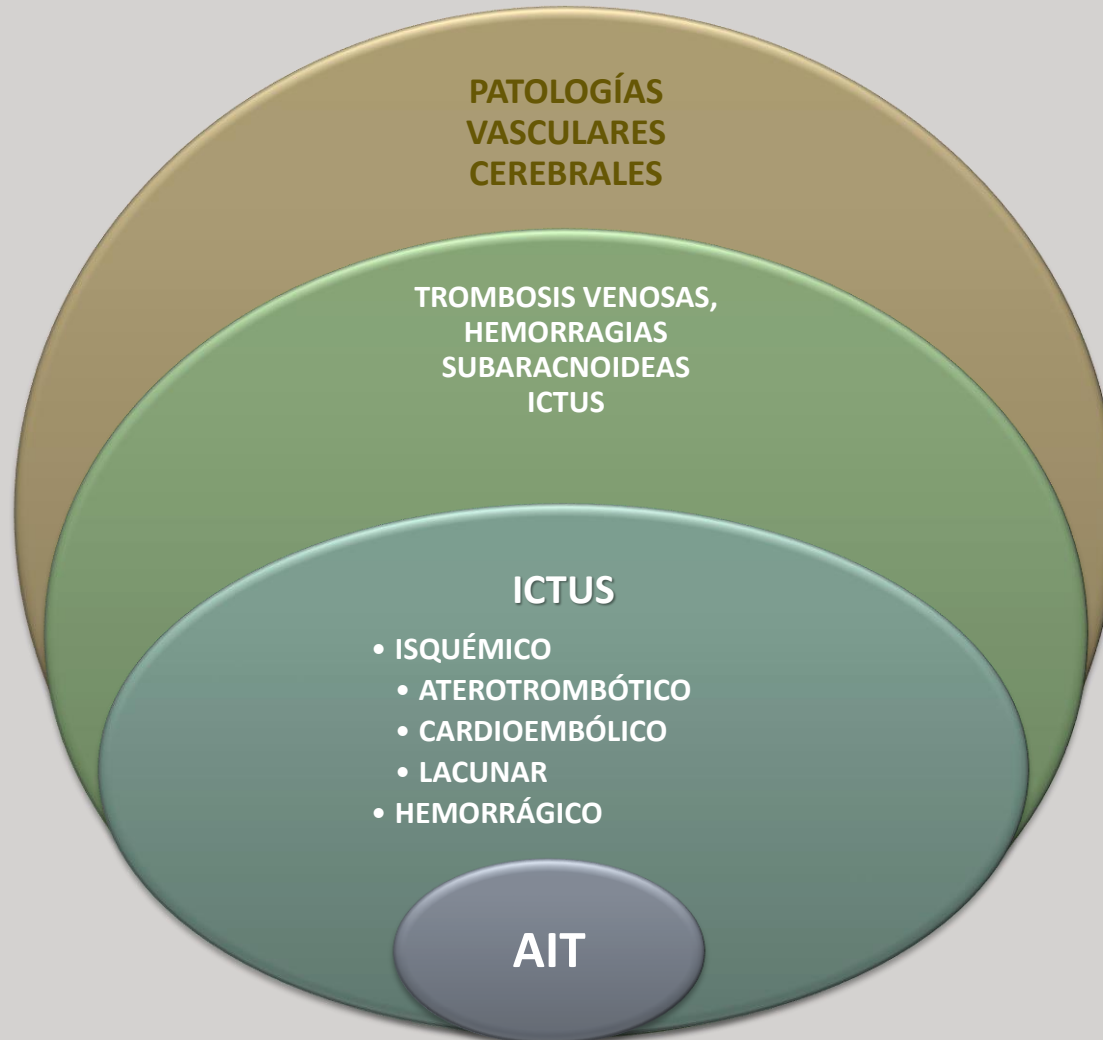 PATOLOGÍAS
VASCULARES
CEREBRALES
TROMBOSIS VENOSAS,
HEMORRAGIAS
SUBARACNOIDEAS
ICTUS
ICTUS
• ISQUÉMICO
• ATEROTROMBÓTICO
• CARDIOEMBÓLICO
• LACUNAR
• HEMORRÁGICO
AIT